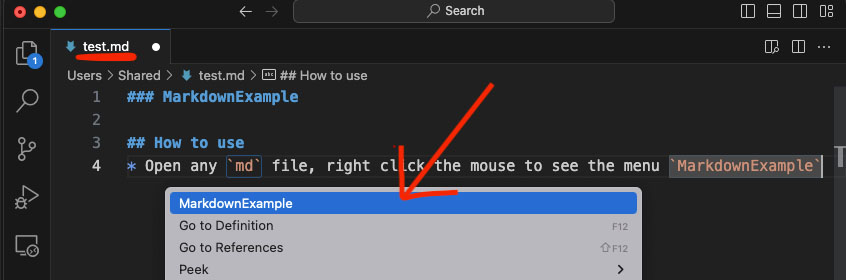 Search
test.md
1
Users > Shared > test.md > ## How to use
1 ### MarkdownExample
2
3 ## How to use
4 * Open any `md` file, right click the mouse to see the menu `MarkdownExample`
MarkdownExample
Go to Definition F12
Go to References ⇧F12
Peek >